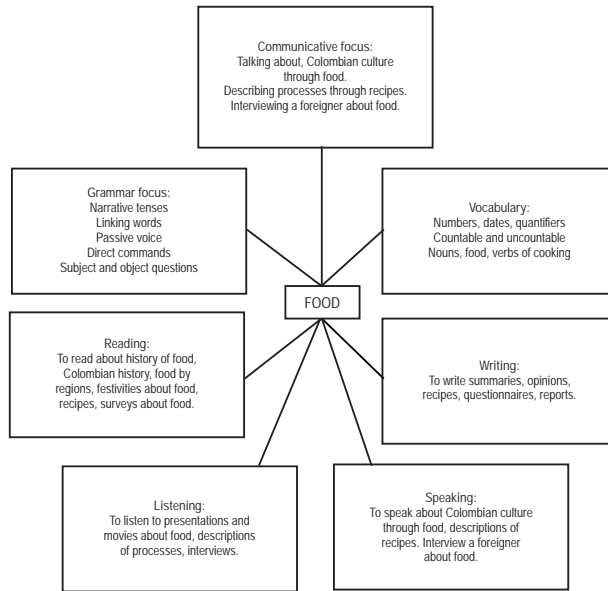 Communicative focus:
Talking about, Colombian culture
through food.
Describing processes through recipes.
Interviewing a foreigner about food.
Grammar focus:
Narrative tenses
Linking words
Passive voice
Direct commands
Subject and object questions
Vocabulary:
Numbers, dates, quantifiers
Countable and uncountable
Nouns, food, verbs of cooking
FOOD
Reading:
To read about history of food,
Colombian history, food by
regions, festivities about food,
recipes, surveys about food.
Writing:
To write summaries, opinions,
recipes, questionnaires, reports.
Listening:
To listen to presentations and
movies about food, descriptions
of processes, interviews.
Speaking:
To speak about Colombian culture
through food, descriptions of
recipes. Interview a foreigner
about food.